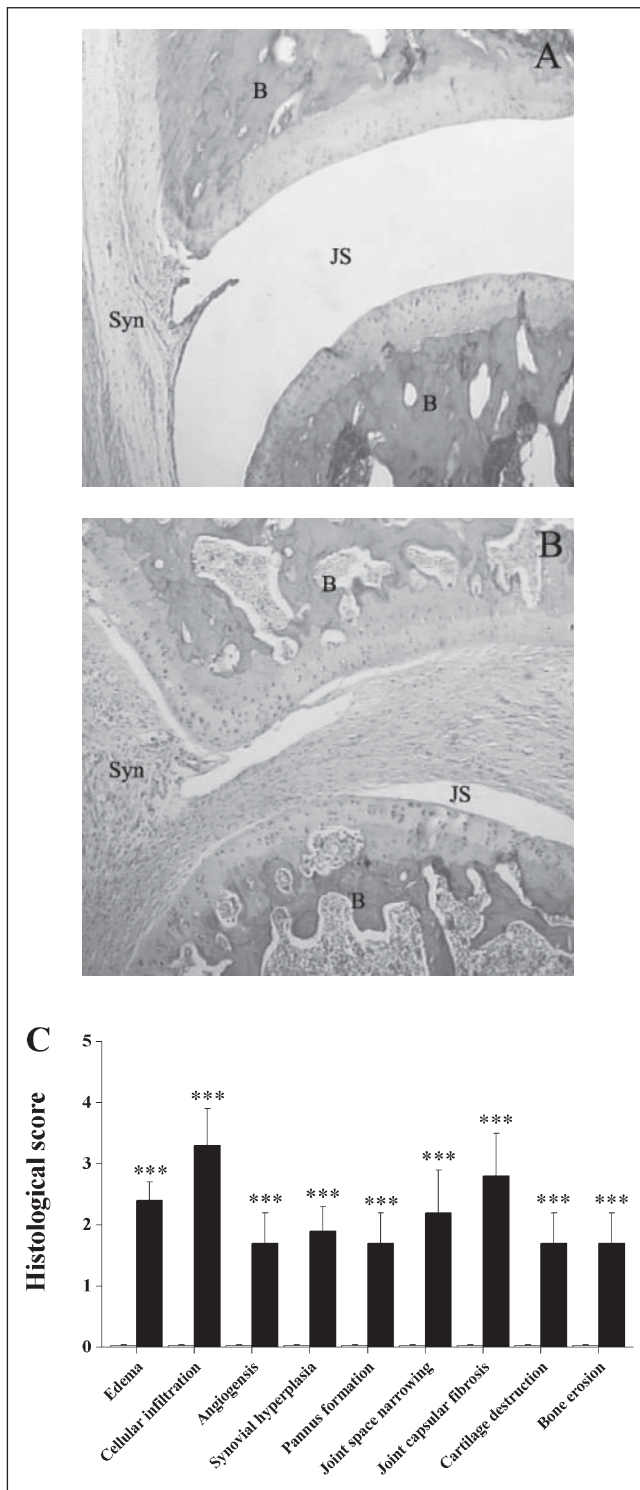 A
B
JS
Syn
B
B
B
Syn
JS
B
C
Histological score
5
4
3
2
1
0
***
***
***
***
***
***
***
***
***
Edema
Cellular infiltration
Angiogensis
Synovial hyperplasia
Pannus formation
Joint space narrowing
Joint capsular fibrosis
Cartilage destruction
Bone erosion